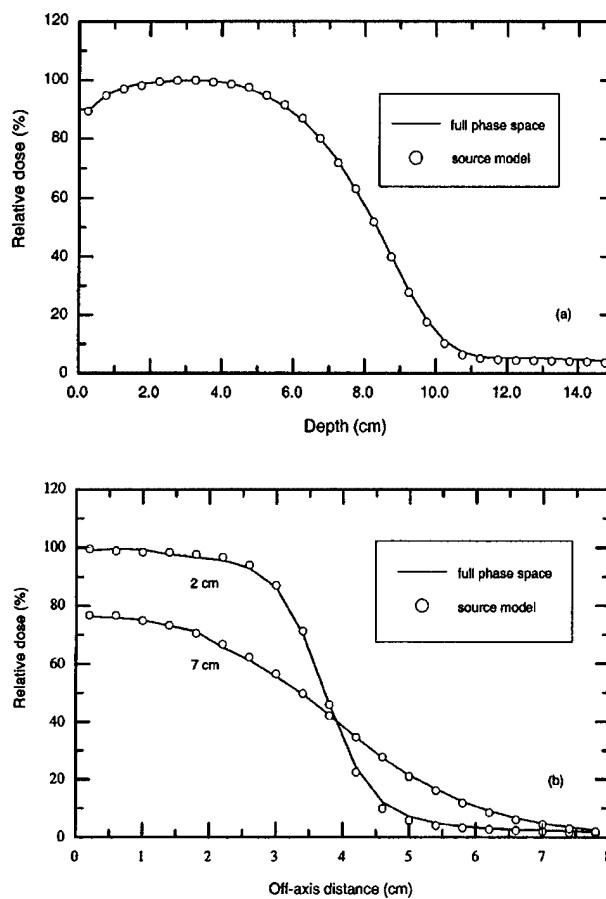 120
100
80
60
40
20
0
Relative dose (%)
full phase space
source model
(a)
0.0 2.0 4.0 6.0 8.0 10.0 12.0 14.0
Depth (cm)
120
100
80
60
40
20
0
Relative dose (%)
2 cm
7 cm
full phase space
source model
(b)
0 1 2 3 4 5 6 7 8
Off-axis distance (cm)